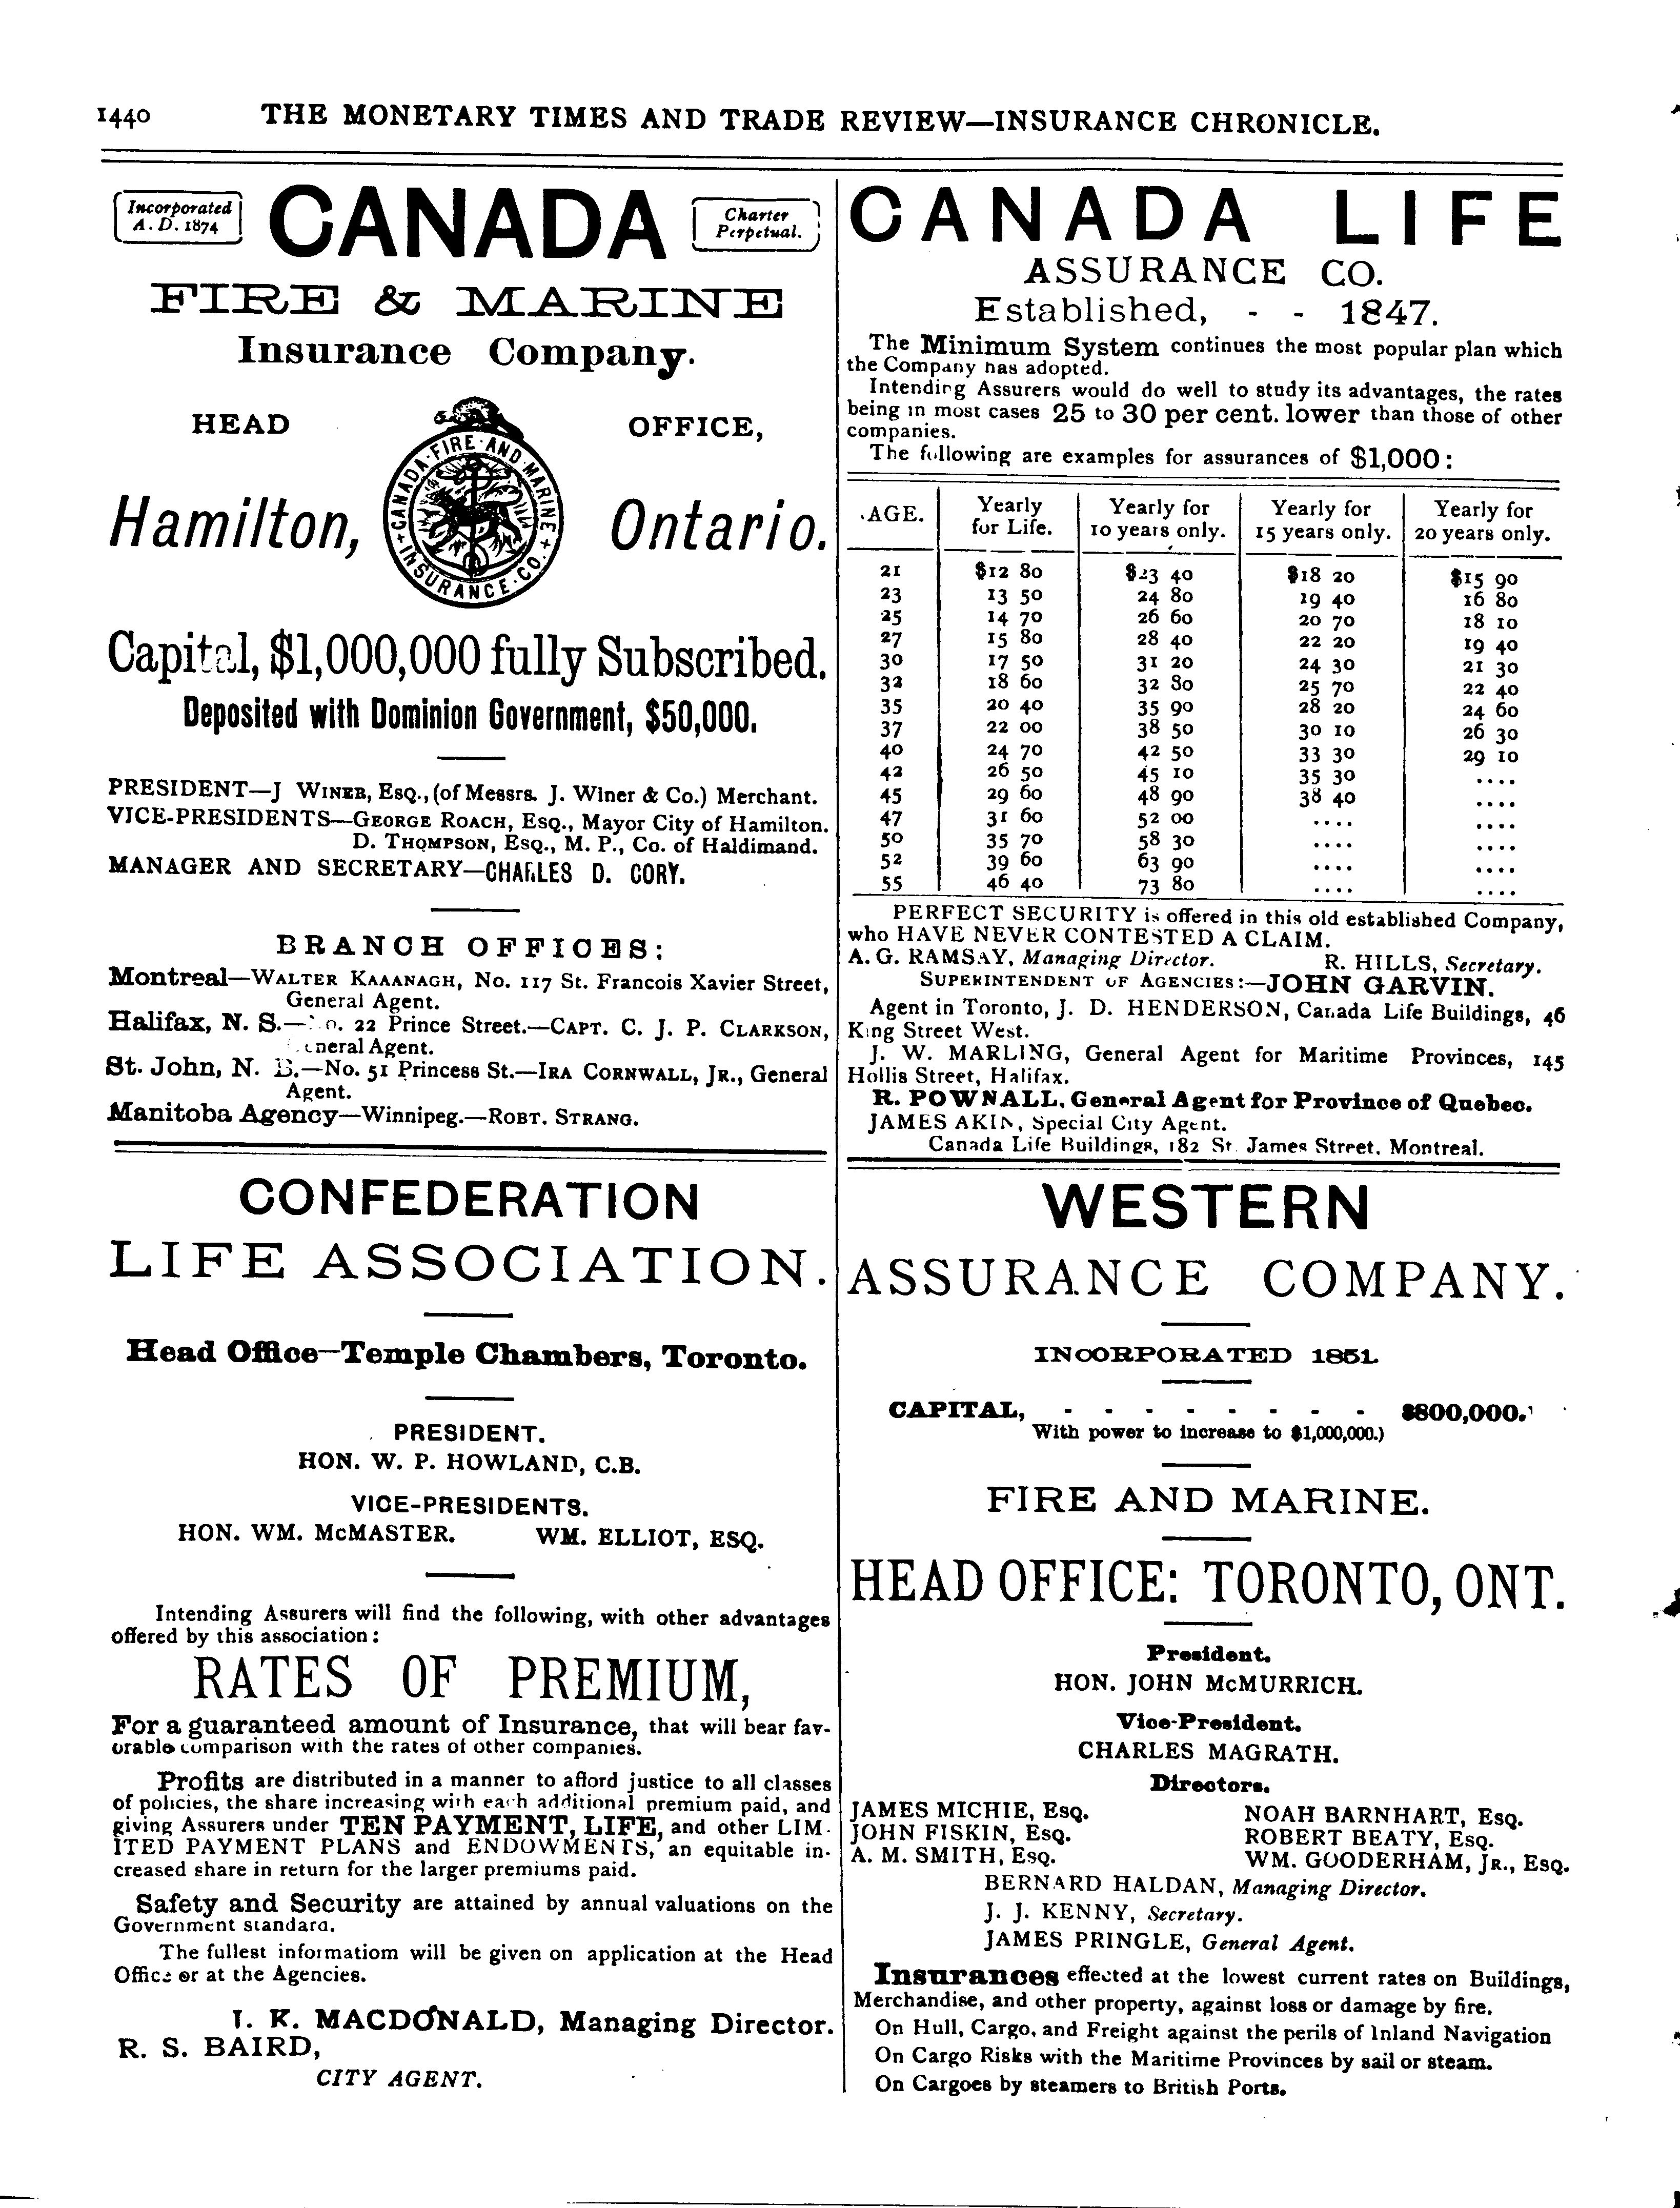 1440 THE MONETARY TIMES AND TRADE REVIEW—INSURANCE CHRONICLE.
Incorporated
A. D. 1874
CANADA
Charter
Perpetual.
FIRE & MARINE
Insurance Company.
HEAD OFFICE,
CANADA FIRE AND MARINE INSURANCE CO.
Hamilton, Ontario.
Capital, $1,000,000 fully Subscribed.
Deposited with Dominion Government, $50,000.
PRESIDENT—J WINER, ESQ., (of Messrs. J. Winer & Co.) Merchant.
VICE-PRESIDENTS—GEORGE ROACH, ESQ., Mayor City of Hamilton.
D. THOMPSON, ESQ., M. P., Co. of Haldimand.
MANAGER AND SECRETARY—CHARLES D. CORY.
BRANCH OFFICES:
Montreal—WALTER KAAANAGH, No. 117 St. Francois Xavier Street,
General Agent.
Halifax, N. S.—No. 22 Prince Street.—CAPT. C. J. P. CLARKSON,
General Agent.
St. John, N. B.—No. 51 Princess St.—IRA CORNWALL, JR., General
Agent.
Manitoba Agency—Winnipeg.—ROBT. STRANG.
CANADA LIFE
ASSURANCE CO.
Established, - - 1847.
The Minimum System continues the most popular plan which
the Company has adopted.
Intending Assurers would do well to study its advantages, the rates
being in most cases 25 to 30 per cent. lower than those of other
companies.
The following are examples for assurances of $1,000:
AGE. Yearly for Life. Yearly for 10 years only. Yearly for 15 years only. Yearly for 20 years only.
21 $12 80 $23 40 $18 20 $15 90
23 13 50 24 80 19 40 16 80
25 14 70 26 60 20 70 18 10
27 15 80 28 40 22 20 19 40
30 17 50 31 20 24 30 21 30
32 18 60 32 80 25 70 22 40
35 20 40 35 90 28 20 24 60
37 22 00 38 50 30 10 26 30
40 24 70 42 50 33 30 29 10
42 26 50 45 10 35 30 ....
45 29 60 48 90 38 40 ....
47 31 60 52 00 .... ....
50 35 70 58 30 .... ....
52 39 60 63 90 .... ....
55 46 40 73 80 .... ....
PERFECT SECURITY is offered in this old established Company,
who HAVE NEVER CONTESTED A CLAIM.
A. G. RAMSAY, Managing Director. R. HILLS, Secretary.
SUPERINTENDENT OF AGENCIES:—JOHN GARVIN.
Agent in Toronto, J. D. HENDERSON, Canada Life Buildings, 46
King Street West.
J. W. MARLING, General Agent for Maritime Provinces, 145
Hollis Street, Halifax.
R. POWNALL, General Agent for Province of Quebec.
JAMES AKIN, Special City Agent.
Canada Life Buildings, 182 St. James Street, Montreal.
CONFEDERATION
LIFE ASSOCIATION.
Head Office—Temple Chambers, Toronto.
PRESIDENT.
HON. W. P. HOWLAND, C.B.
VICE-PRESIDENTS.
HON. WM. McMASTER. WM. ELLIOT, ESQ.
Intending Assurers will find the following, with other advantages
offered by this association:
RATES OF PREMIUM,
For a guaranteed amount of Insurance, that will bear fav-
orable comparison with the rates of other companies.
Profits are distributed in a manner to afford justice to all classes
of policies, the share increasing with each additional premium paid, and
giving Assurers under TEN PAYMENT, LIFE, and other LIM-
ITED PAYMENT PLANS and ENDOWMENTS, an equitable in-
creased share in return for the larger premiums paid.
Safety and Security are attained by annual valuations on the
Government standard.
The fullest informatiom will be given on application at the Head
Office or at the Agencies.
J. K. MACDONALD, Managing Director.
R. S. BAIRD,
CITY AGENT.
WESTERN
ASSURANCE COMPANY.
INCORPORATED 1851.
CAPITAL, - - - - - - - - $800,000.
With power to increase to $1,000,000.)
FIRE AND MARINE.
HEAD OFFICE: TORONTO, ONT.
President.
HON. JOHN McMURRICH.
Vice-President.
CHARLES MAGRATH.
Directors.
JAMES MICHIE, ESQ. NOAH BARNHART, ESQ.
JOHN FISKIN, ESQ. ROBERT BEATY, ESQ.
A. M. SMITH, ESQ. WM. GOODERHAM, JR., ESQ.
BERNARD HALDAN, Managing Director.
J. J. KENNY, Secretary.
JAMES PRINGLE, General Agent.
Insurances effected at the lowest current rates on Buildings,
Merchandise, and other property, against loss or damage by fire.
On Hull, Cargo, and Freight against the perils of Inland Navigation
On Cargo Risks with the Maritime Provinces by sail or steam.
On Cargoes by steamers to British Ports.